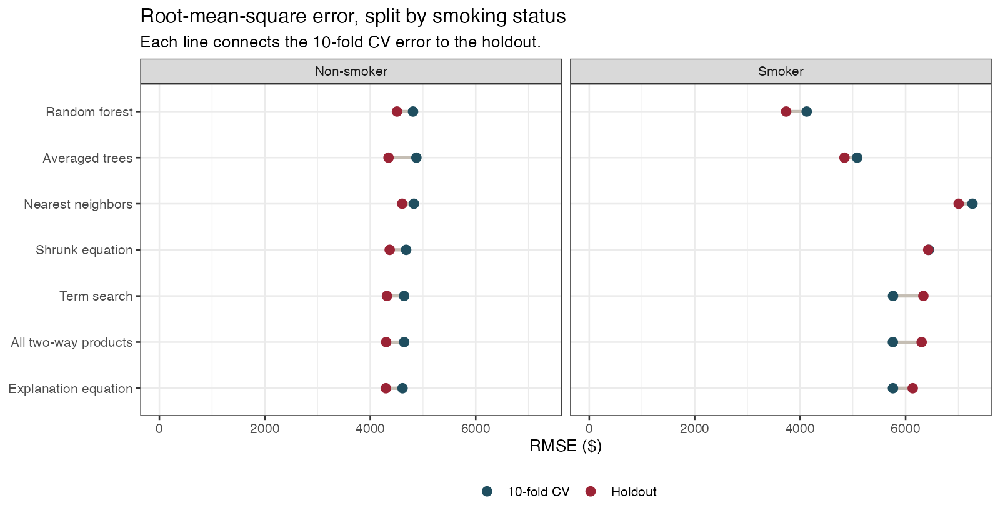 Root-mean-square error, split by smoking status
Each line connects the 10-fold CV error to the holdout.
Non-smoker
Smoker
Random forest
Averaged trees
Nearest neighbors
Shrunk equation
Term search
All two-way products
Explanation equation
0 2000 4000 6000
0 2000 4000 6000
RMSE ($)
10-fold CV
Holdout